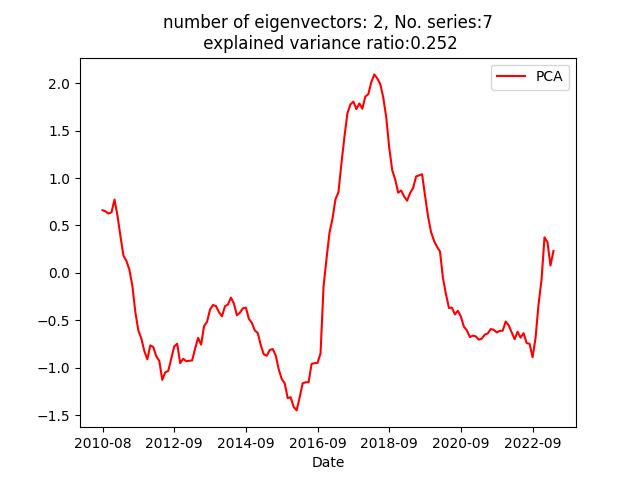 number of eigenvectors: 2, No. series:7
explained variance ratio:0.252
PCA
2.0
1.5
1.0
0.5
0.0
−0.5
−1.0
−1.5
2010-08 2012-09 2014-09 2016-09 2018-09 2020-09 2022-09
Date